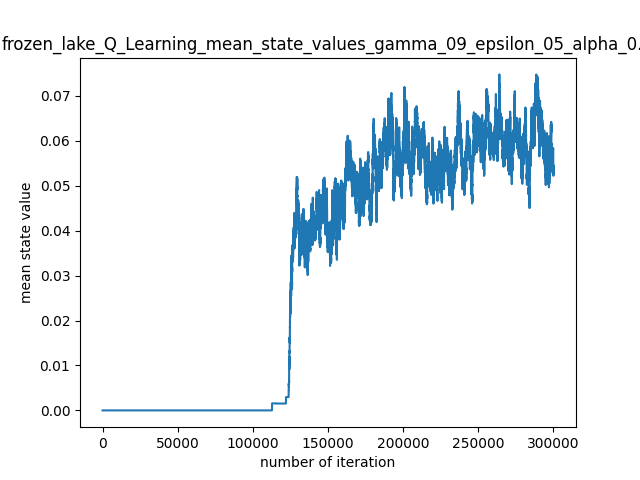 frozen_lake_Q_Learning_mean_state_values_gamma_09_epsilon_05_alpha_0.
0.07
0.06
0.05
0.04
0.03
0.02
0.01
0.00
mean state value
0 50000 100000 150000 200000 250000 300000
number of iteration